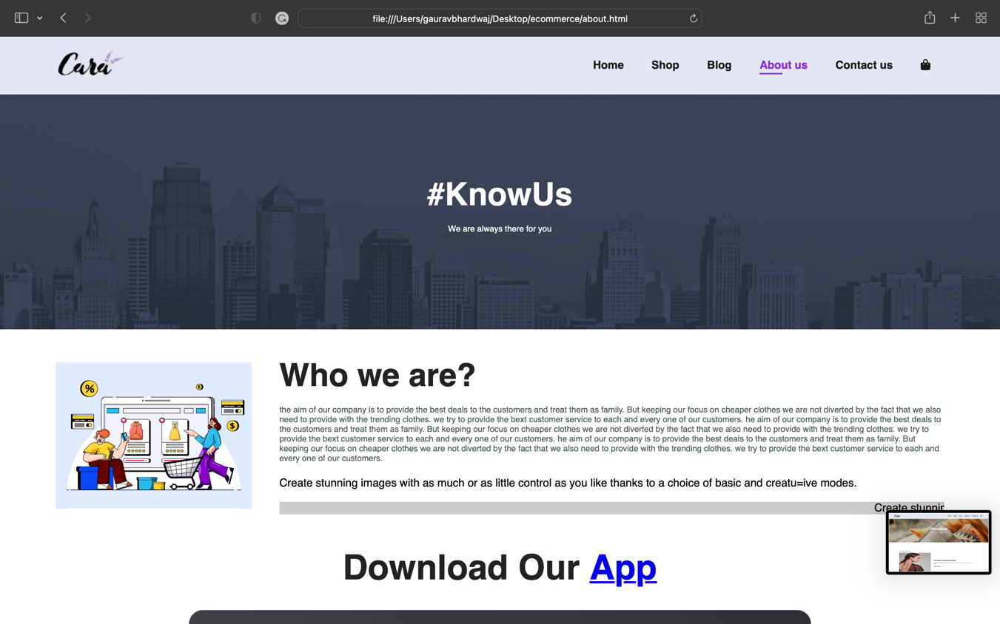 file:///Users/gauravbhardwaj/Desktop/ecommerce/about.html
Cara
Home Shop Blog About us Contact us
#KnowUs
We are always there for you
Who we are?
the aim of our company is to provide the best deals to the customers and treat them as family. But keeping our focus on cheaper clothes we are not diverted by the fact that we also
need to provide with the trending clothes. we try to provide the bext customer service to each and every one of our customers. he aim of our company is to provide the best deals to
the customers and treat them as family. But keeping our focus on cheaper clothes we are not diverted by the fact that we also need to provide with the trending clothes. we try to
provide the bext customer service to each and every one of our customers. he aim of our company is to provide the best deals to the customers and treat them as family. But
keeping our focus on cheaper clothes we are not diverted by the fact that we also need to provide with the trending clothes. we try to provide the bext customer service to each and
every one of our customers.
Create stunning images with as much or as little control as you like thanks to a choice of basic and creatu=ive modes.
Create stunnir
Download Our App